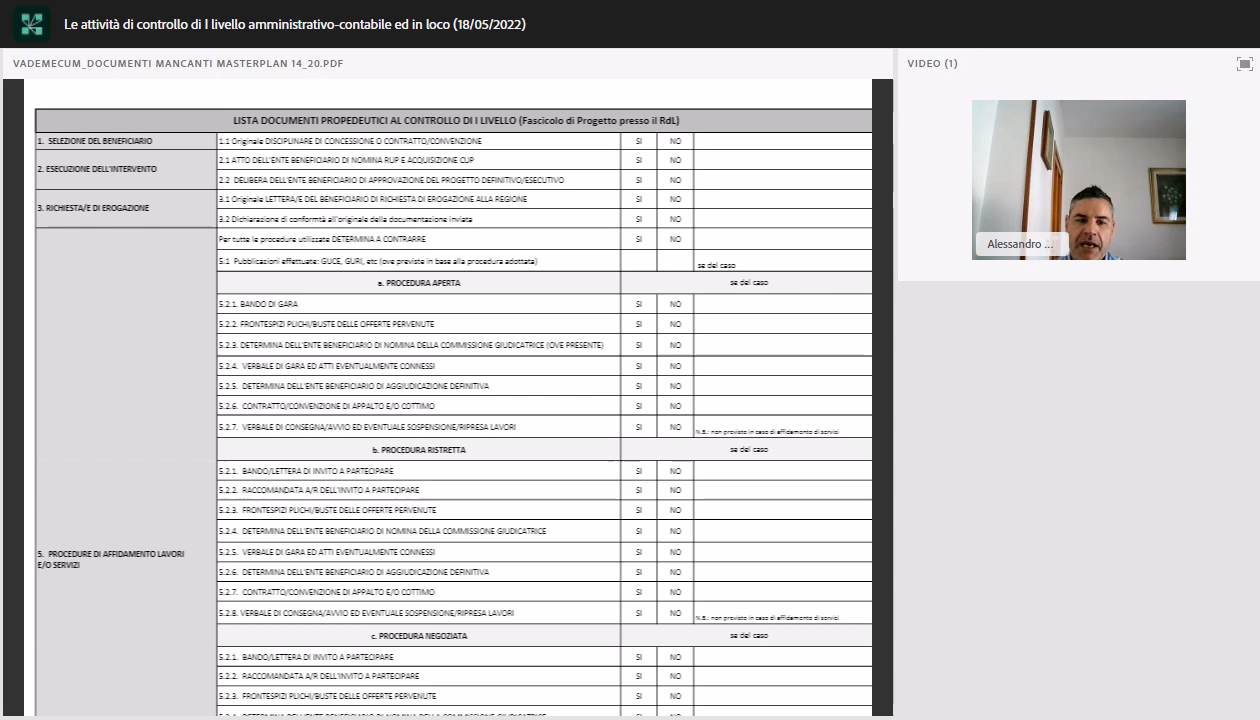 Le attività di controllo di I livello amministrativo-contabile ed in loco (18/05/2022)
VADEMECUM_DOCUMENTI MANCANTI MASTERPLAN 14_20.PDF
VIDEO (1)
Alessandro ...
LISTA DOCUMENTI PROPEDEUTICI AL CONTROLLO DI I LIVELLO (Fascicolo di Progetto presso il RdL)
1. SELEZIONE DEL BENEFICIARIO
1.1 Originale DISCIPLINARE DI CONCESSIONE O CONTRATTO/CONVENZIONE SI NO
2. ESECUZIONE DELL'INTERVENTO
2.1 ATTO DELL'ENTE BENEFICIARIO DI NOMINA RUP E ACQUISIZIONE CUP SI NO
2.2 DELIBERA DELL'ENTE BENEFICIARIO DI APPROVAZIONE DEL PROGETTO DEFINITIVO/ESECUTIVO SI NO
3. RICHIESTA/E DI EROGAZIONE
3.1 Originale LETTERA/E DEL BENEFICIARIO DI RICHIESTA DI EROGAZIONE ALLA REGIONE SI NO
3.2 Dichiarazione di conformtà all'originale della documentazione inviata SI NO
5. PROCEDURE DI AFFIDAMENTO LAVORI
E/O SERVIZI
Per tutte le procedure utilizzate DETERMINA A CONTRARRE SI NO
5.1 Pubblicazioni effettuate: GUCE, GURI, etc (ove previste in base alla procedura adottata) se del caso
a. PROCEDURA APERTA se del caso
5.2.1. BANDO DI GARA SI NO
5.2.2. FRONTESPIZI PLICHI/BUSTE DELLE OFFERTE PERVENUTE SI NO
5.2.3. DETERMINA DELL'ENTE BENEFICIARIO DI NOMINA DELLA COMMISSIONE GIUDICATRICE (OVE PRESENTE) SI NO
5.2.4. VERBALE DI GARA ED ATTI EVENTUALMENTE CONNESSI SI NO
5.2.5. DETERMINA DELL'ENTE BENEFICIARIO DI AGGIUDICAZIONE DEFINITIVA SI NO
5.2.6. CONTRATTO/CONVENZIONE DI APPALTO E/O COTTIMO SI NO
5.2.7. VERBALE DI CONSEGNA/AVVIO ED EVENTUALE SOSPENSIONE/RIPRESA LAVORI SI NO N.B.: non previsto in caso di affidamento di servizi
b. PROCEDURA RISTRETTA se del caso
5.2.1. BANDO/LETTERA DI INVITO A PARTECIPARE SI NO
5.2.2. RACCOMANDATA A/R DELL'INVITO A PARTECIPARE SI NO
5.2.3. FRONTESPIZI PLICHI/BUSTE DELLE OFFERTE PERVENUTE SI NO
5.2.4. DETERMINA DELL'ENTE BENEFICIARIO DI NOMINA DELLA COMMISSIONE GIUDICATRICE SI NO
5.2.5. VERBALE DI GARA ED ATTI EVENTUALMENTE CONNESSI SI NO
5.2.6. DETERMINA DELL'ENTE BENEFICIARIO DI AGGIUDICAZIONE DEFINITIVA SI NO
5.2.7. CONTRATTO/CONVENZIONE DI APPALTO E/O COTTIMO SI NO
5.2.8. VERBALE DI CONSEGNA/AVVIO ED EVENTUALE SOSPENSIONE/RIPRESA LAVORI SI NO N.B.: non previsto in caso di affidamento di servizi
c. PROCEDURA NEGOZIATA se del caso
5.2.1. BANDO/LETTERA DI INVITO A PARTECIPARE SI NO
5.2.2. RACCOMANDATA A/R DELL'INVITO A PARTECIPARE SI NO
5.2.3. FRONTESPIZI PLICHI/BUSTE DELLE OFFERTE PERVENUTE SI NO